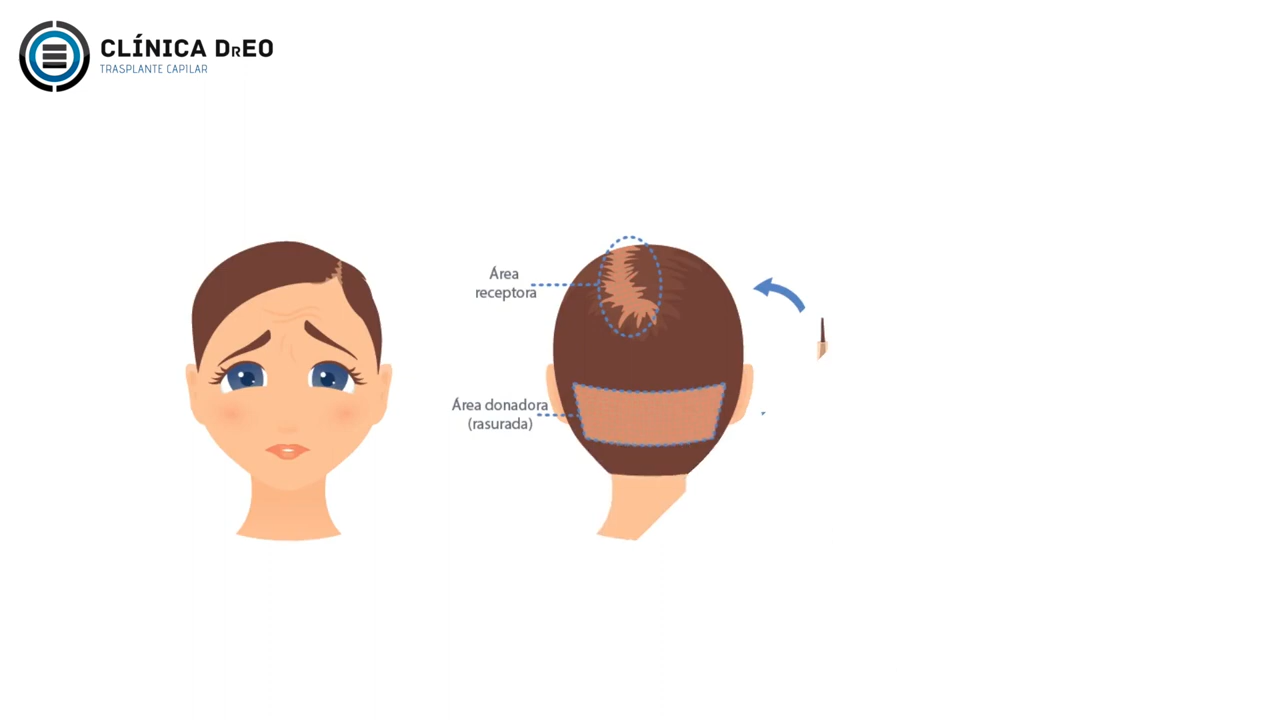 CLÍNICA DREO
TRASPLANTE CAPILAR
Área
receptora
Área donadora
(rasurada)